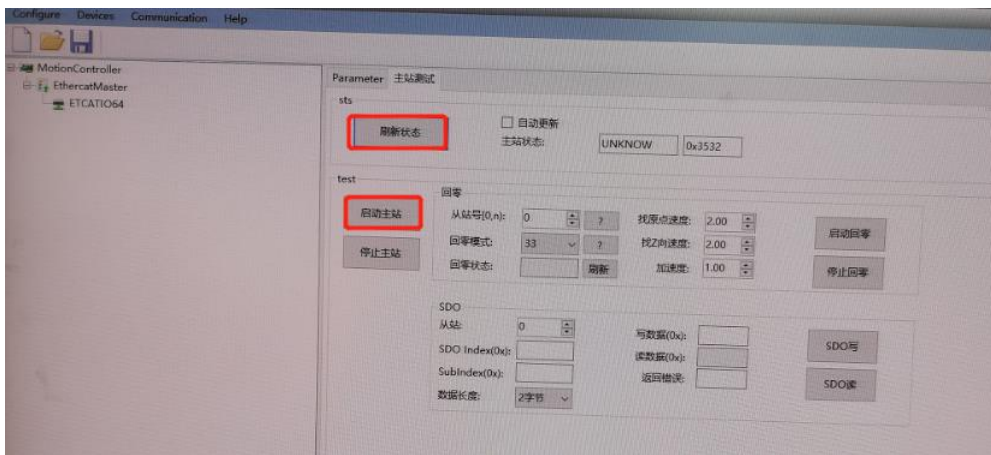 Configure Devices Communication Help
MotionController
EthercatMaster
ETCATIO64
Parameter 主站测试
sts
刷新状态
自动更新
主站状态: UNKNOW 0x3532
test
启动主站
停止主站
回零
从站号(0,n): 0 ? 找原点速度: 2.00
回零模式: 33 ? 找Z向速度: 2.00
回零状态: 刷新 加速度: 1.00
启动回零
停止回零
SDO
从站: 0 写数据(0x):
SDO Index(0x): 读数据(0x):
SubIndex(0x): 返回错误:
数据长度: 2字节
SDO写
SDO读